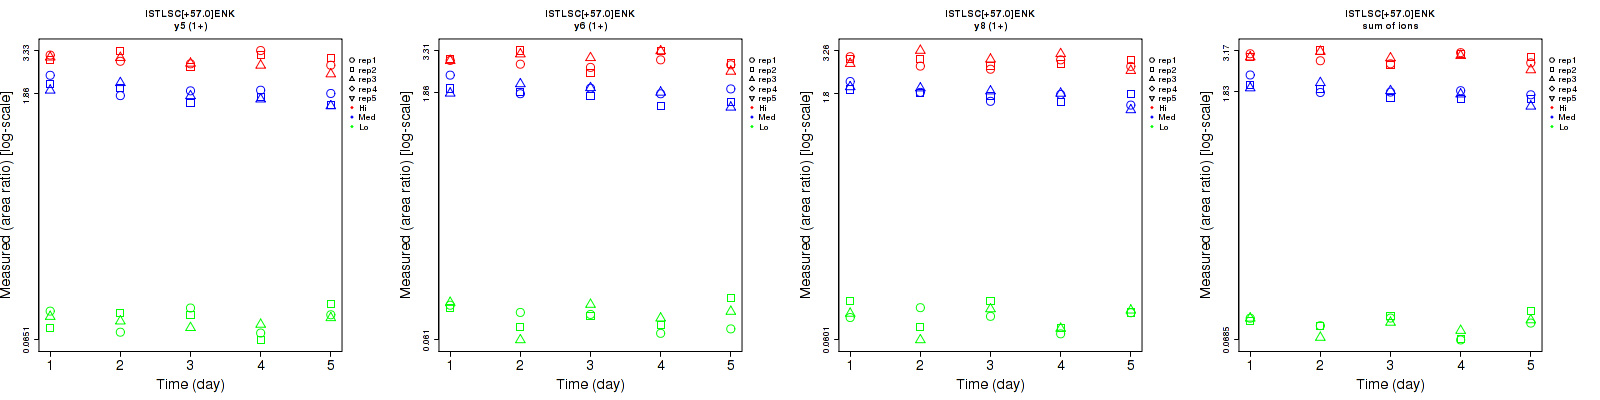 ISTLSC[+57.0]ENK
y5 (1+)
Measured (area ratio) [log-scale]
3.33
1.86
0.051
1 2 3 4 5
Time (day)
rep1
rep2
rep3
rep4
rep5
Hi
Med
Lo
ISTLSC[+57.0]ENK
y6 (1+)
Measured (area ratio) [log-scale]
3.31
1.86
0.061
1 2 3 4 5
Time (day)
rep1
rep2
rep3
rep4
rep5
Hi
Med
Lo
ISTLSC[+57.0]ENK
y8 (1+)
Measured (area ratio) [log-scale]
3.26
1.8
0.0601
1 2 3 4 5
Time (day)
rep1
rep2
rep3
rep4
rep5
Hi
Med
Lo
ISTLSC[+57.0]ENK
sum of ions
Measured (area ratio) [log-scale]
3.17
1.83
0.0685
1 2 3 4 5
Time (day)
rep1
rep2
rep3
rep4
rep5
Hi
Med
Lo